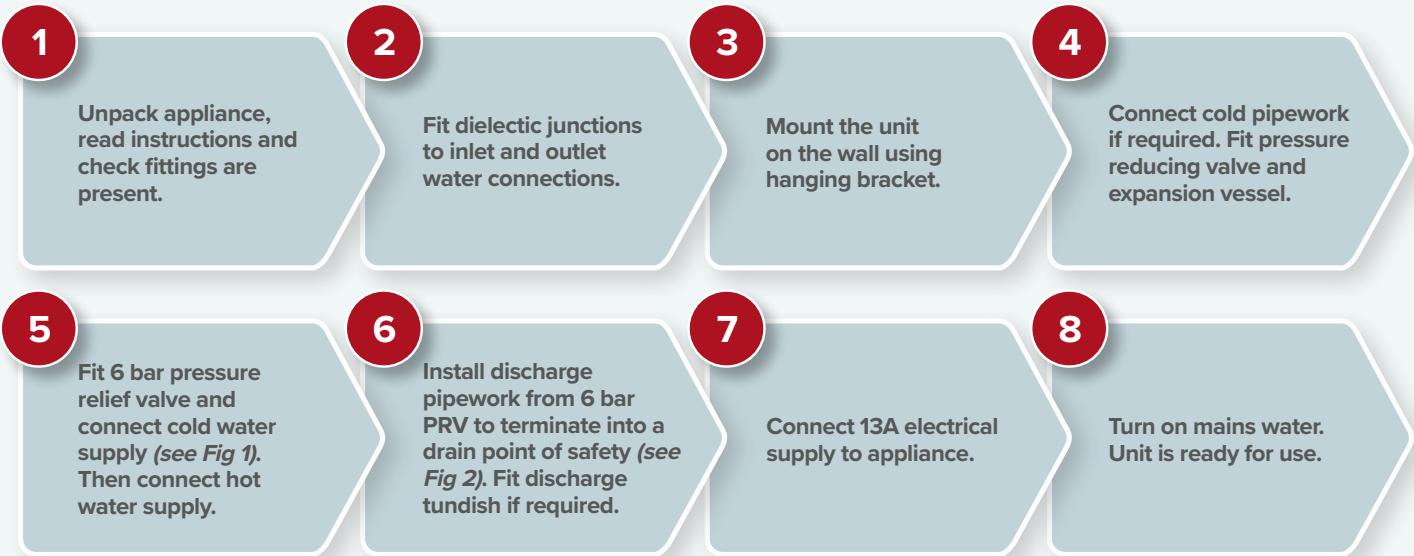 1
Unpack appliance,
read instructions and
check fittings are
present.
2
Fit dielectic junctions
to inlet and outlet
water connections.
3
Mount the unit
on the wall using
hanging bracket.
4
Connect cold pipework
if required. Fit pressure
reducing valve and
expansion vessel.
5
Fit 6 bar pressure
relief valve and
connect cold water
supply (see Fig 1).
Then connect hot
water supply.
6
Install discharge
pipework from 6 bar
PRV to terminate into a
drain point of safety (see
Fig 2). Fit discharge
tundish if required.
7
Connect 13A electrical
supply to appliance.
8
Turn on mains water.
Unit is ready for use.